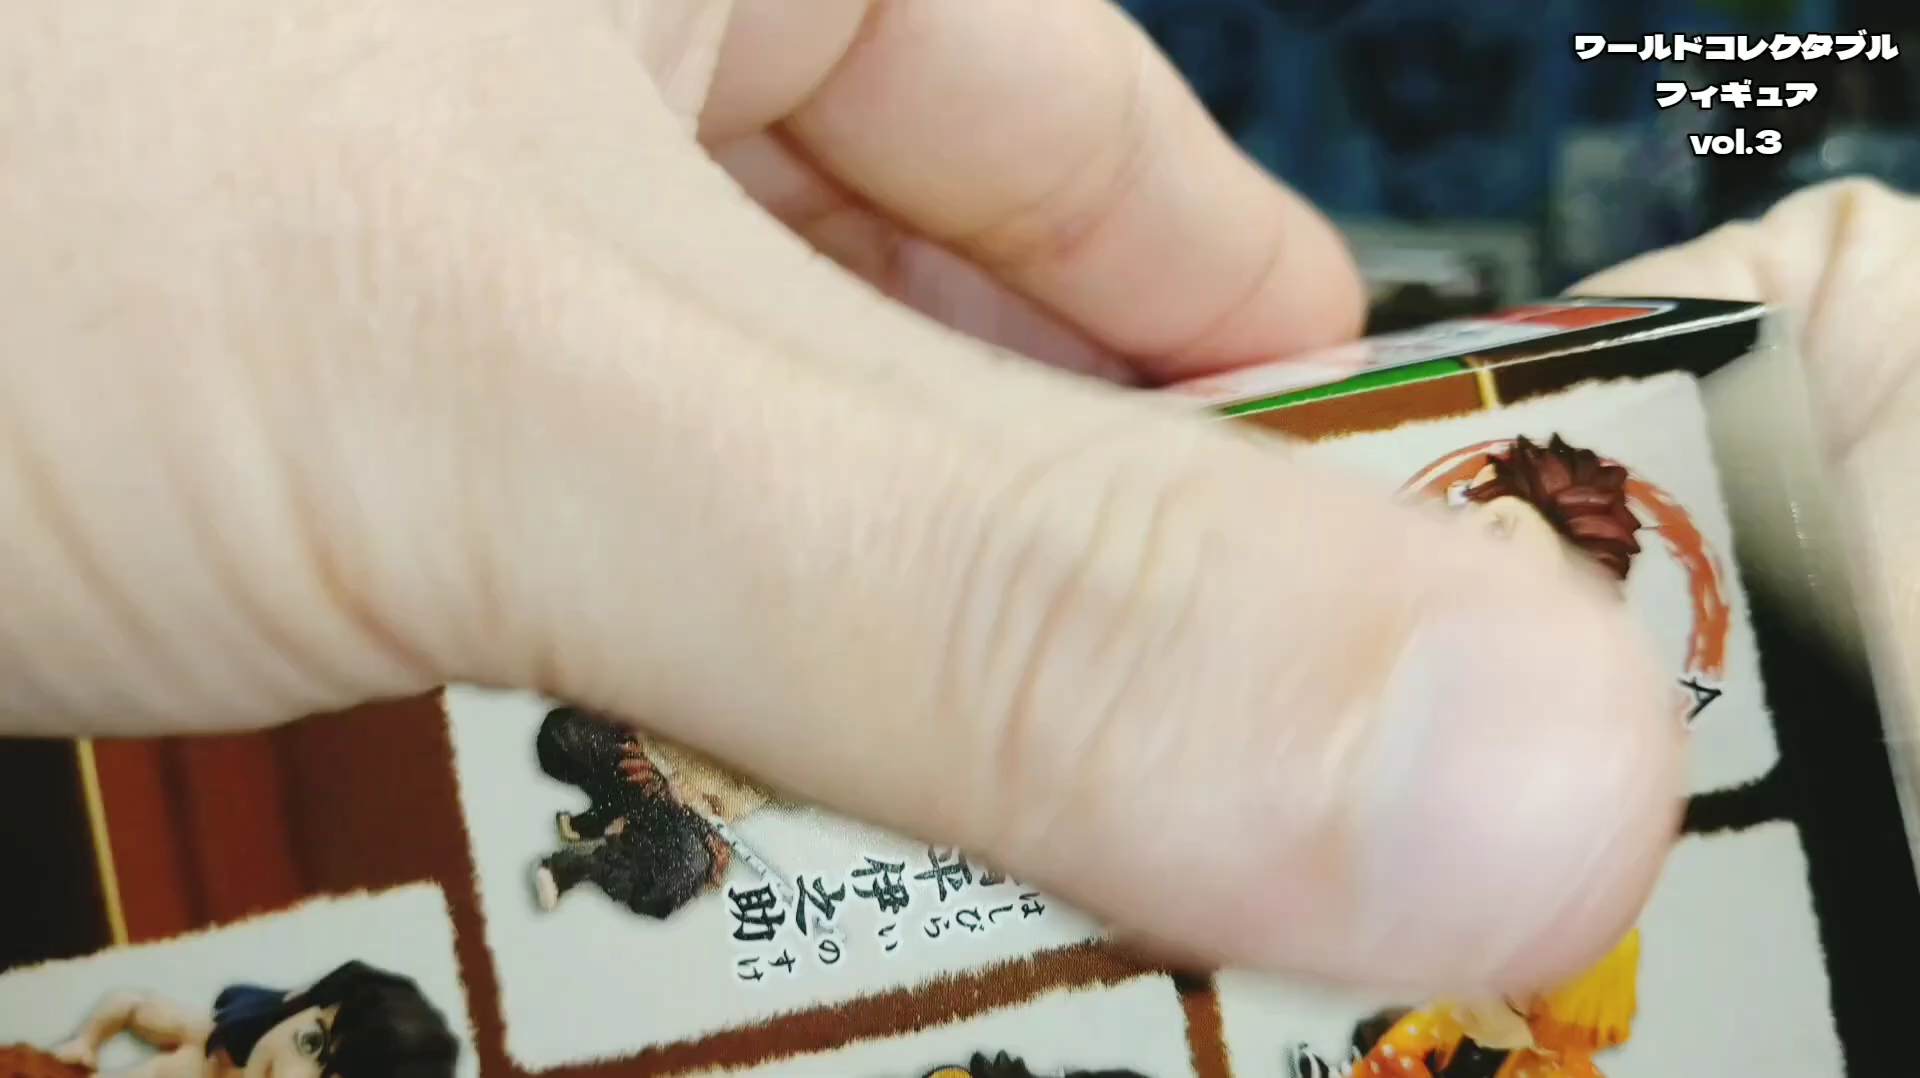 ワールドコレクタブル
フィギュア
vol.3
A
平伊之助
はしびらいのすけ